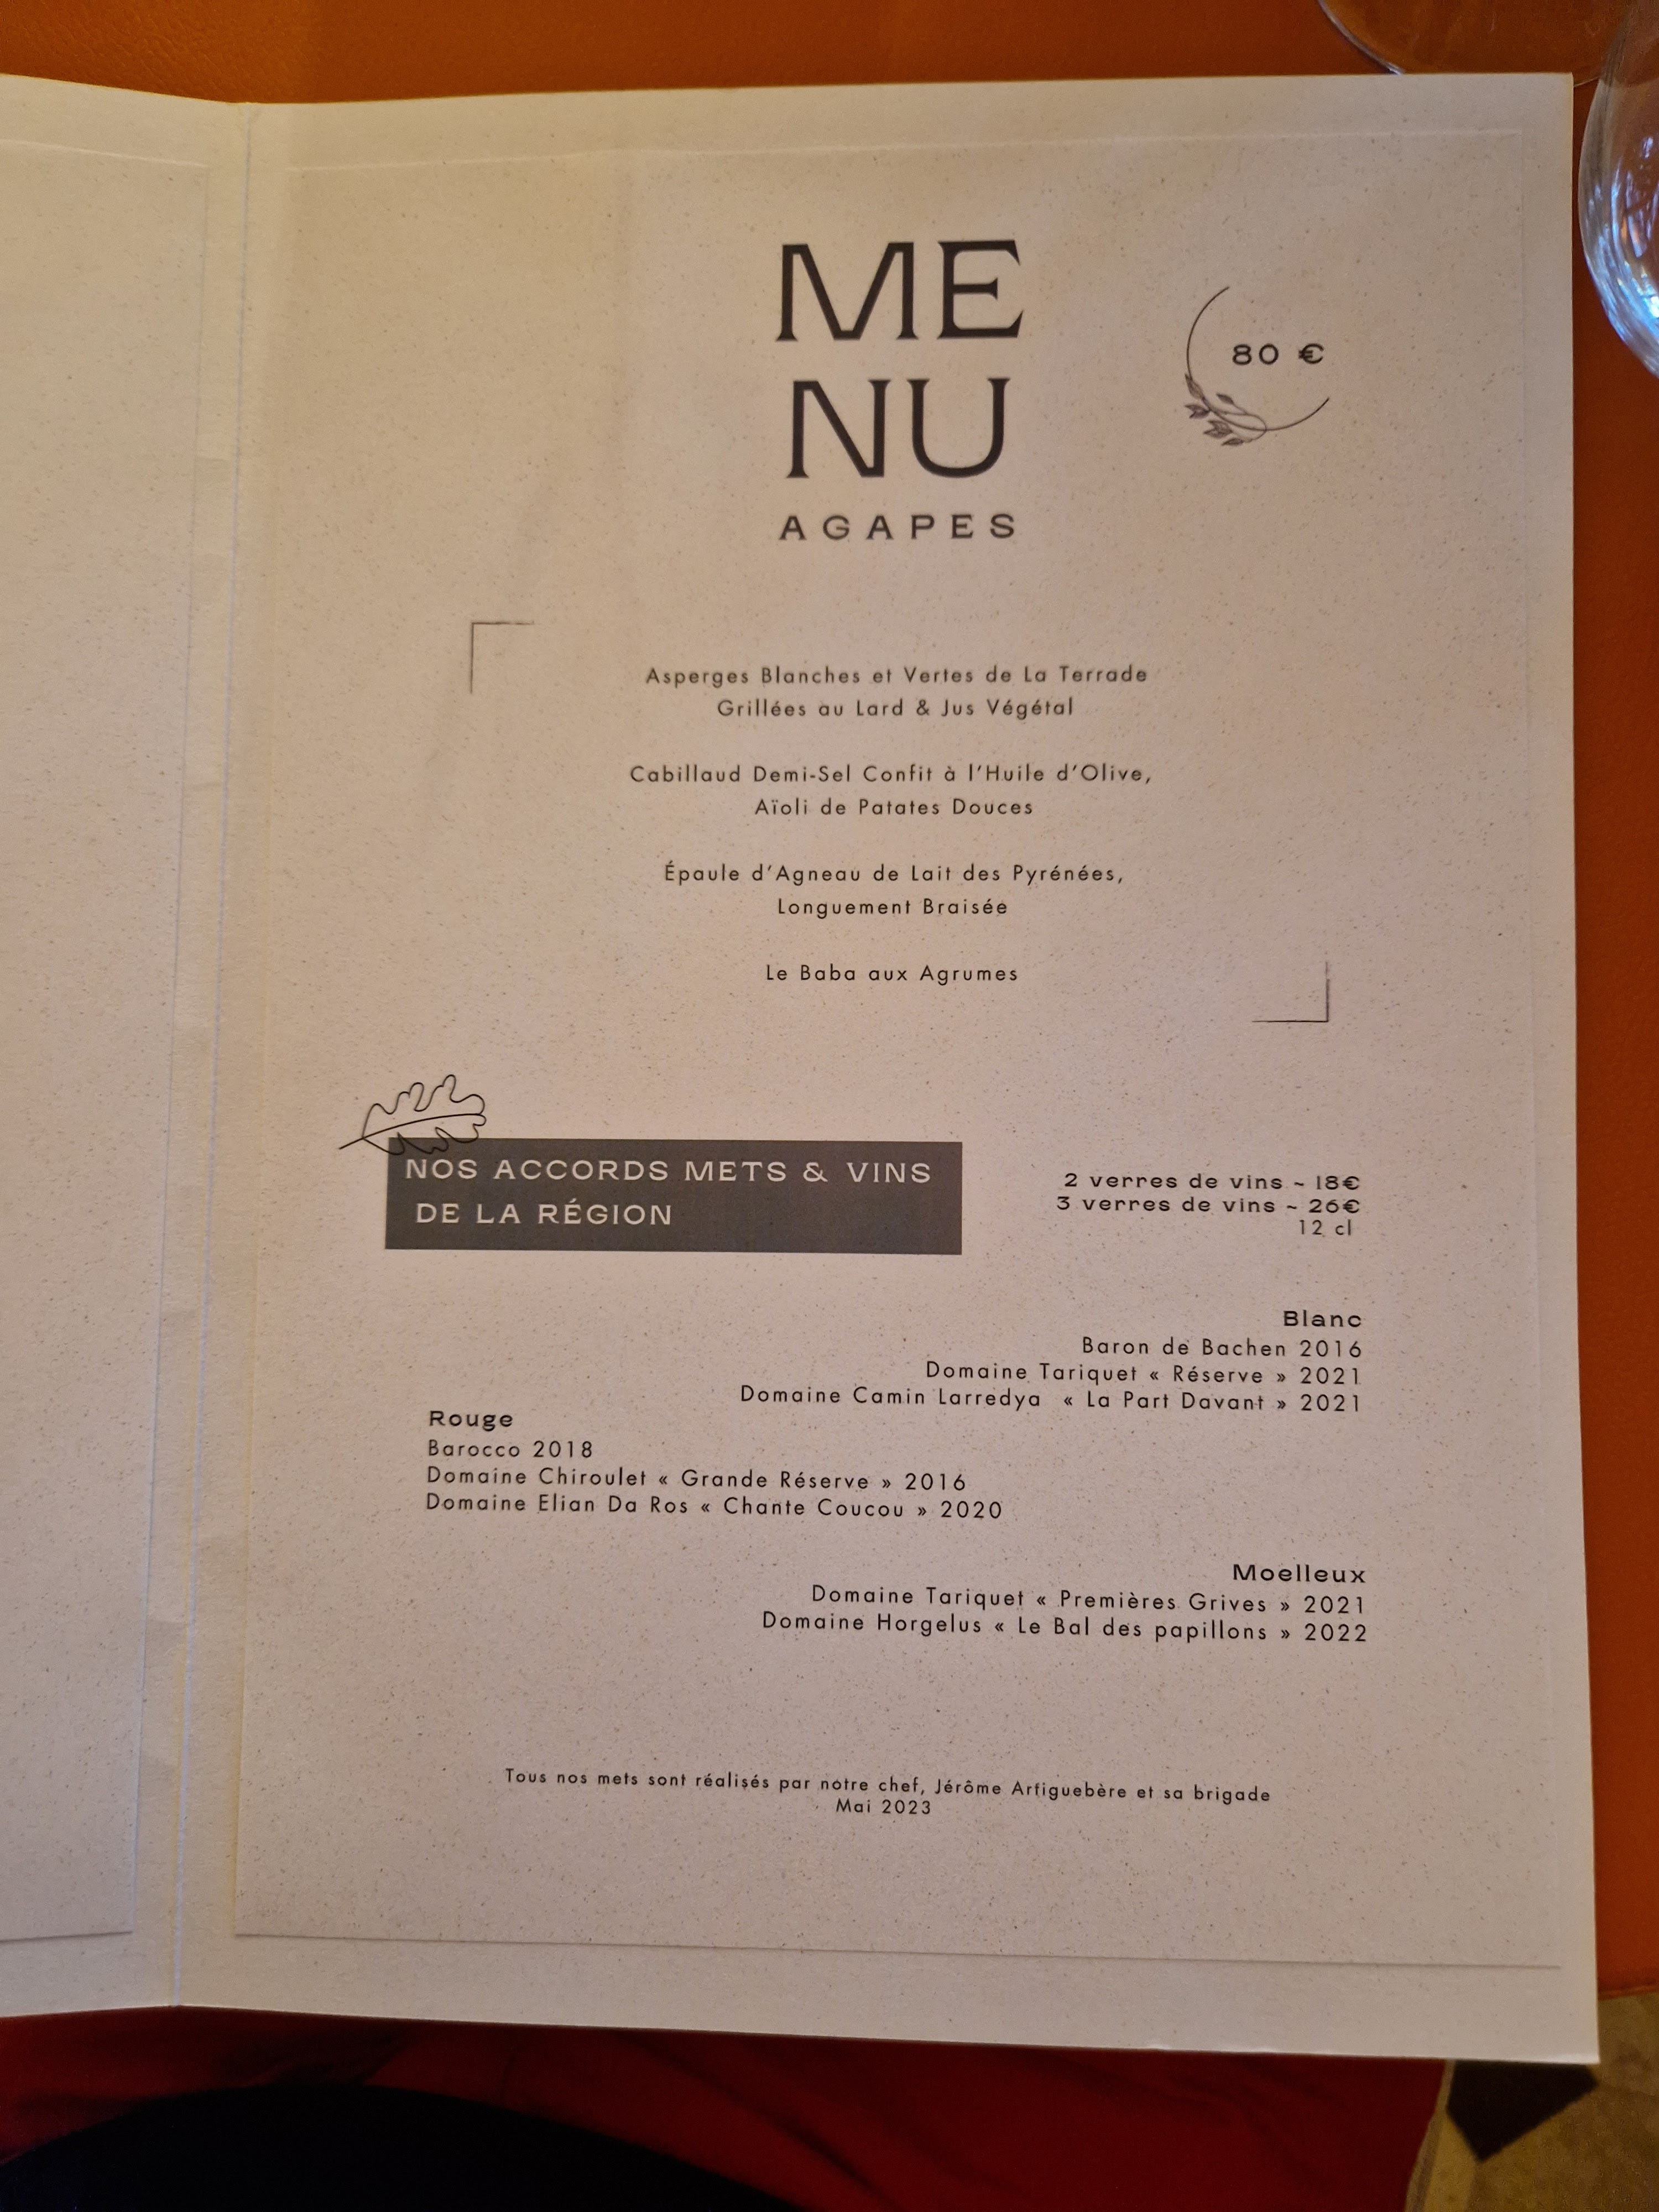 ME
NU
AGAPES
80 €
Asperges Blanches et Vertes de La Terrade
Grillées au Lard & Jus Végétal
Cabillaud Demi-Sel Confit à l'Huile d'Olive,
Aïoli de Patates Douces
Épaule d'Agneau de Lait des Pyrénées,
Longuement Braisée
Le Baba aux Agrumes
NOS ACCORDS METS & VINS
DE LA RÉGION
2 verres de vins ~ 18€
3 verres de vins ~ 26€
12 cl
Blanc
Baron de Bachen 2016
Domaine Tariquet « Réserve » 2021
Domaine Camin Larredya « La Part Davant » 2021
Rouge
Barocco 2018
Domaine Chiroulet « Grande Réserve » 2016
Domaine Elian Da Ros « Chante Coucou » 2020
Moelleux
Domaine Tariquet « Premières Grives » 2021
Domaine Horgelus « Le Bal des papillons » 2022
Tous nos mets sont réalisés par notre chef, Jérôme Artiguebère et sa brigade
Mai 2023